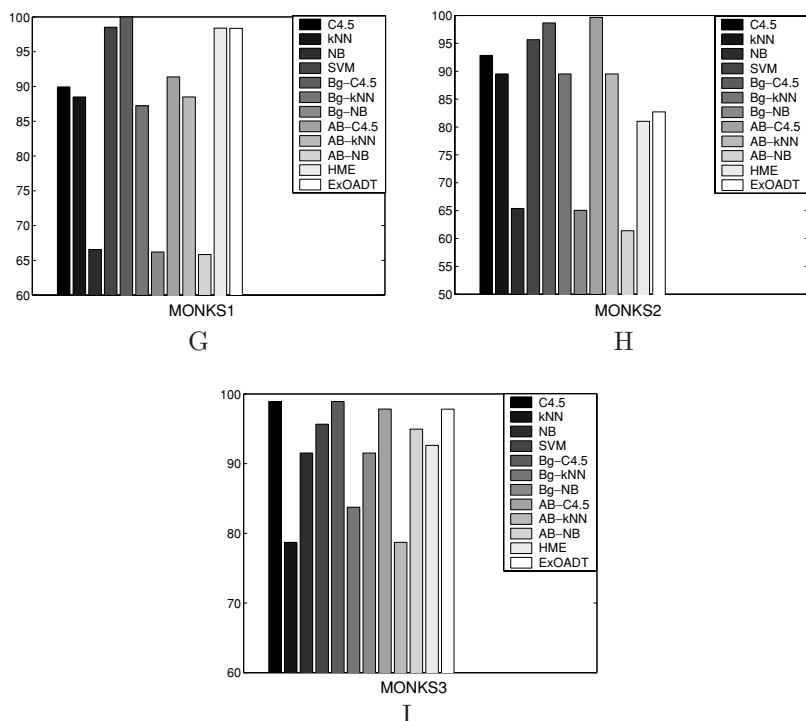 100
95
90
85
80
75
70
65
60
C4.5
kNN
NB
SVM
Bg−C4.5
Bg−kNN
Bg−NB
AB−C4.5
AB−kNN
AB−NB
HME
ExOADT
MONKS1
G
100
95
90
85
80
75
70
65
60
55
50
C4.5
kNN
NB
SVM
Bg−C4.5
Bg−kNN
Bg−NB
AB−C4.5
AB−kNN
AB−NB
HME
ExOADT
MONKS2
H
100
90
80
70
60
C4.5
kNN
NB
SVM
Bg−C4.5
Bg−kNN
Bg−NB
AB−C4.5
AB−kNN
AB−NB
HME
ExOADT
MONKS3
I